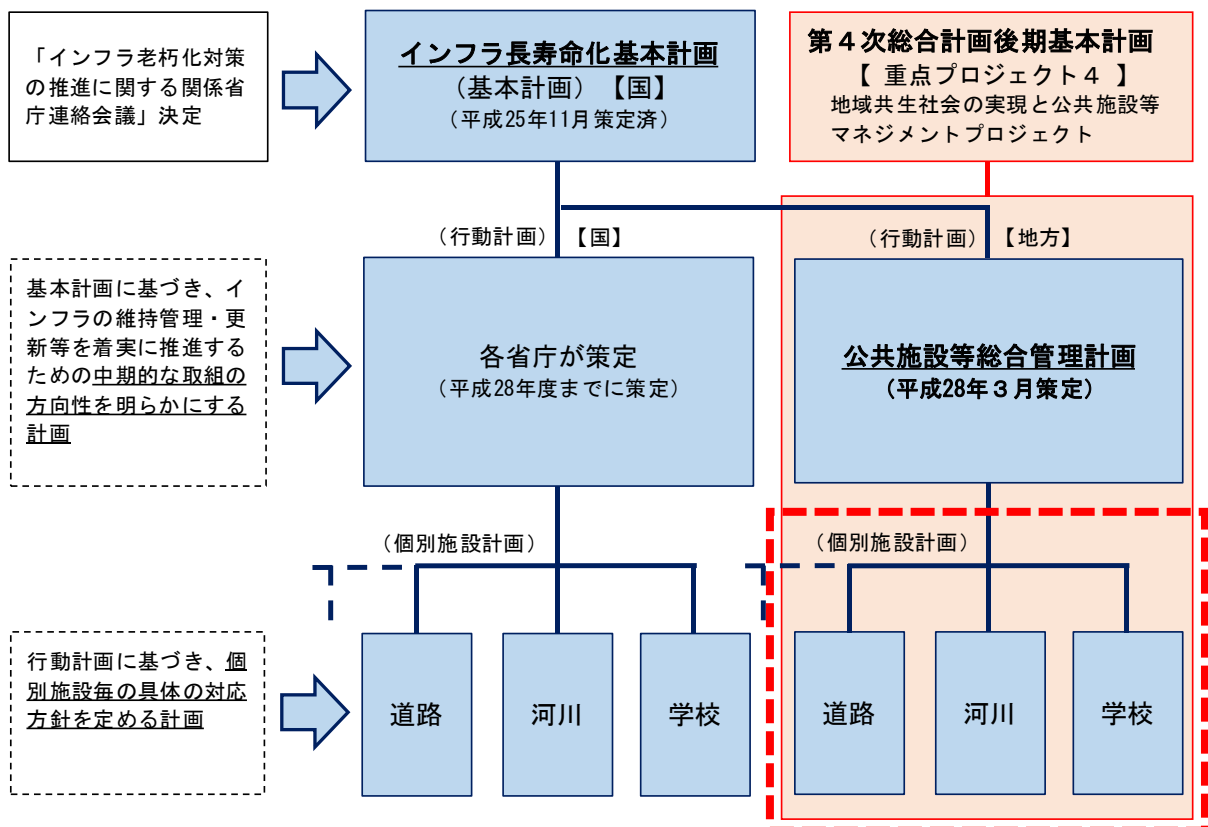 「インフラ老朽化対策
の推進に関する関係省
庁連絡会議」決定
インフラ長寿命化基本計画
（基本計画）【国】
（平成25年11月策定済）
第４次総合計画後期基本計画
【 重点プロジェクト４ 】
地域共生社会の実現と公共施設等
マネジメントプロジェクト
（行動計画）【国】
（行動計画）【地方】
基本計画に基づき、イ
ンフラの維持管理・更
新等を着実に推進する
ための中期的な取組の
方向性を明らかにする
計画
各省庁が策定
（平成28年度までに策定）
公共施設等総合管理計画
（平成28年３月策定）
（個別施設計画）
（個別施設計画）
行動計画に基づき、個
別施設毎の具体の対応
方針を定める計画
道路
河川
学校
道路
河川
学校